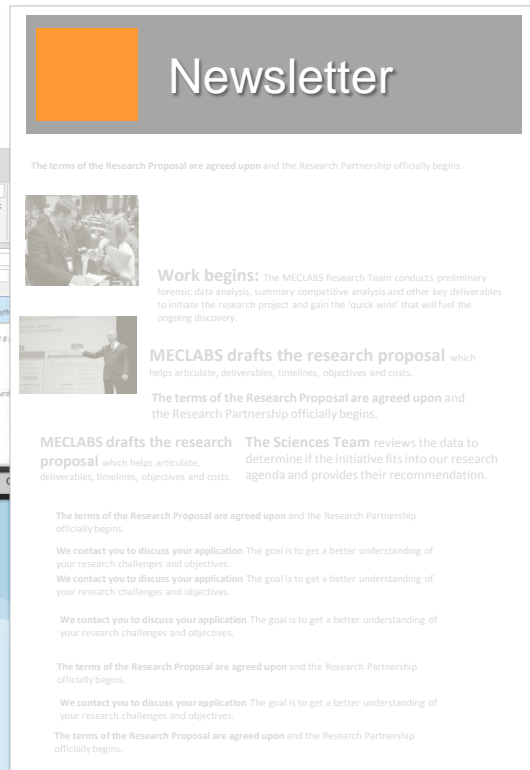 Newsletter
The terms of the Research Proposal are agreed upon and the Research Partnership officially begins.
Work begins: The MECLABS Research Team conducts preliminary
forensic data analysis, summary competitive analysis and other key deliverables
to initiate the research project and gain the 'quick wins' that will fuel the
ongoing discovery.
MECLABS drafts the research proposal which
helps articulate, deliverables, timelines, objectives and costs.
The terms of the Research Proposal are agreed upon and
the Research Partnership officially begins.
MECLABS drafts the research
proposal which helps articulate,
deliverables, timelines, objectives and costs.
The Sciences Team reviews the data to
determine if the initiative fits into our research
agenda and provides their recommendation.
The terms of the Research Proposal are agreed upon and the Research Partnership
officially begins.
We contact you to discuss your application The goal is to get a better understanding of
your research challenges and objectives.
We contact you to discuss your application The goal is to get a better understanding of
your research challenges and objectives.
We contact you to discuss your application The goal is to get a better understanding of
your research challenges and objectives.
The terms of the Research Proposal are agreed upon and the Research Partnership
officially begins.
We contact you to discuss your application The goal is to get a better understanding of
your research challenges and objectives.
The terms of the Research Proposal are agreed upon and the Research Partnership
officially begins.